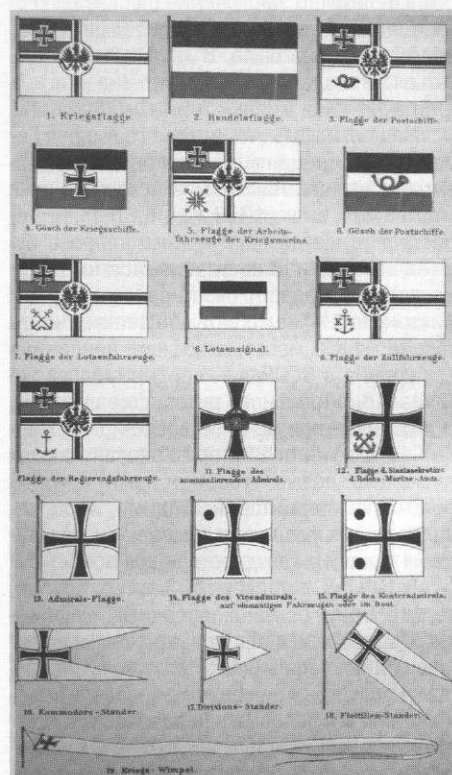 1. Kriegsflagge
2. Handelsflagge.
3. Flagge der Postschiffe.
4. Gösch der Kriegsschiffe.
5. Flagge der Arbeits-
fahrzeuge der Kriegsmarine.
6. Gösch der Postschiffe.
7. Flagge der Lotsenfahrzeuge.
8. Lotsensignal.
9. Flagge der Zollfahrzeuge.
K Z
Flagge der Regierungsfahrzeuge.
11. Flagge des
kommandierenden Admirals.
12. Flagge d. Staatssekretärs
d. Reichs-Marine-Amts.
13. Admirals-Flagge.
14. Flagge des Viceadmirals.
15. Flagge des Konteradmirals,
auf einmastigen Fahrzeugen oder im Boot.
16. Kommodore-Stander.
17. Divisions-Stander.
18. Flottillen-Stander.
19. Kriegs-Wimpel.